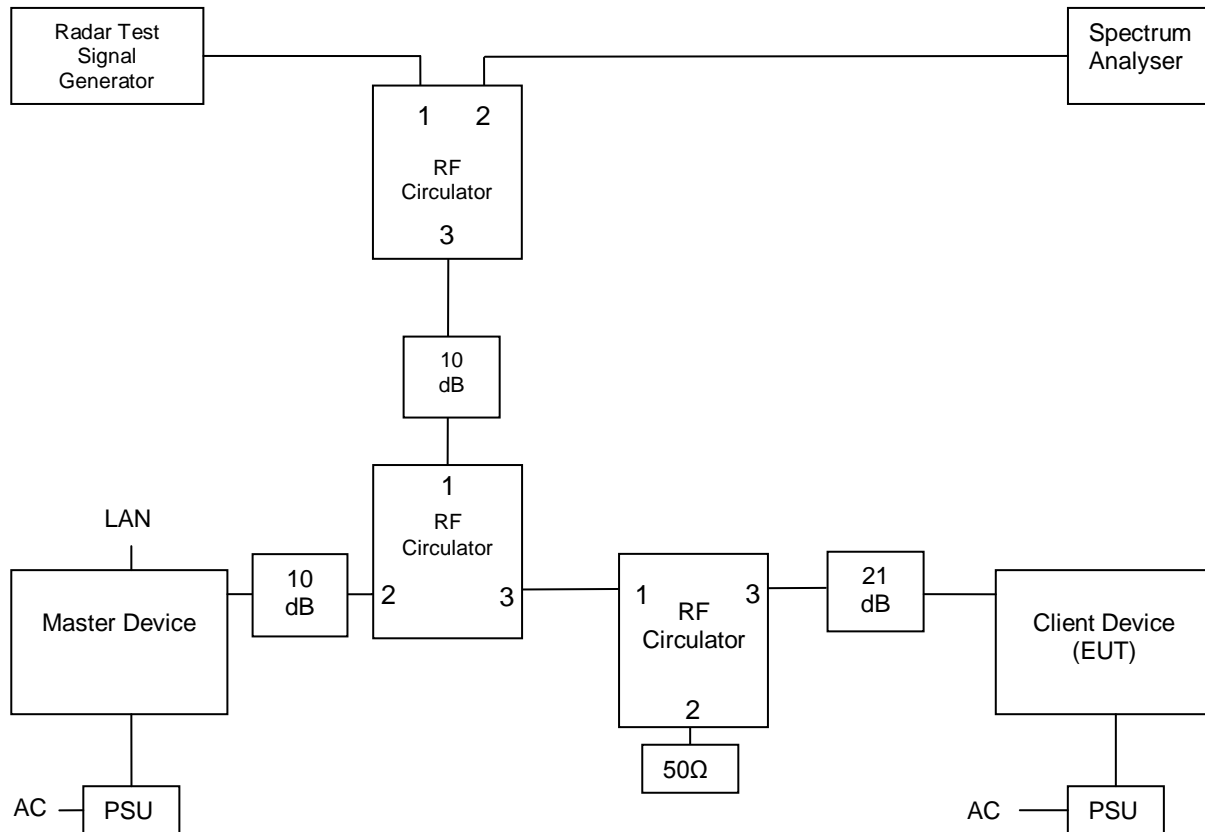 Radar Test
Signal
Generator
Spectrum
Analyser
1 2
RF
Circulator
3
10
dB
1
RF
Circulator
2 3
LAN
10
dB
Master Device
1 3
RF
Circulator
2
50Ω
21
dB
Client Device
(EUT)
AC PSU
AC PSU